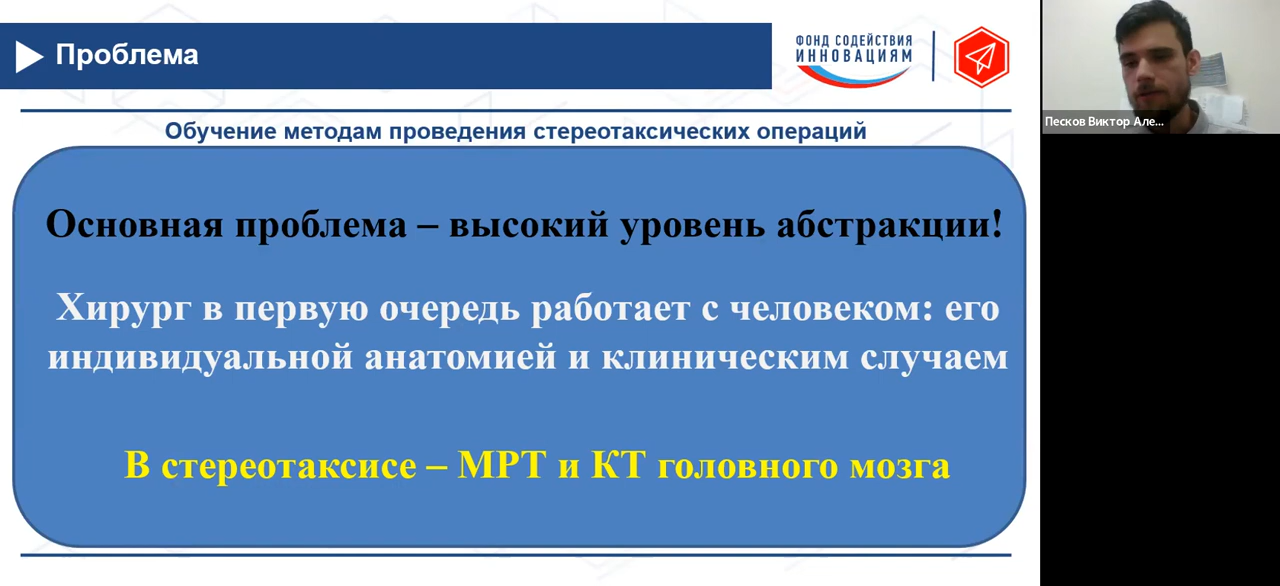 Проблема
ФОНД СОДЕЙСТВИЯ
ИННОВАЦИЯМ
Обучение методам проведения стереотаксических операций
Основная проблема – высокий уровень абстракции!
Хирург в первую очередь работает с человеком: его
индивидуальной анатомией и клиническим случаем
В стереотаксисе – МРТ и КТ головного мозга
Песков Виктор Але...